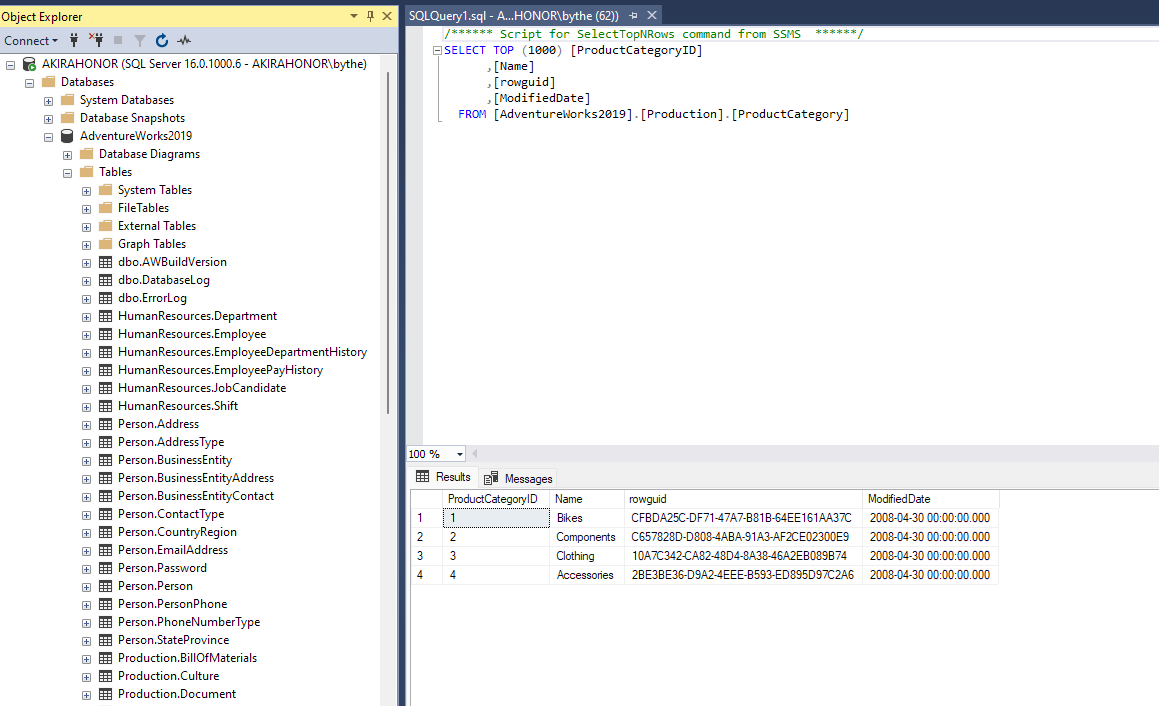 Object Explorer
Connect
AKIRAHONOR (SQL Server 16.0.1000.6 - AKIRAHONOR\bythe)
Databases
System Databases
Database Snapshots
AdventureWorks2019
Database Diagrams
Tables
System Tables
FileTables
External Tables
Graph Tables
dbo.AWBuildVersion
dbo.DatabaseLog
dbo.ErrorLog
HumanResources.Department
HumanResources.Employee
HumanResources.EmployeeDepartmentHistory
HumanResources.EmployeePayHistory
HumanResources.JobCandidate
HumanResources.Shift
Person.Address
Person.AddressType
Person.BusinessEntity
Person.BusinessEntityAddress
Person.BusinessEntityContact
Person.ContactType
Person.CountryRegion
Person.EmailAddress
Person.Password
Person.Person
Person.PersonPhone
Person.PhoneNumberType
Person.StateProvince
Production.BillOfMaterials
Production.Culture
Production.Document
SQLQuery1.sql - A...HONOR\bythe (62))
/****** Script for SelectTopNRows command from SSMS  ******/
SELECT TOP (1000) [ProductCategoryID]
,[Name]
,[rowguid]
,[ModifiedDate]
FROM [AdventureWorks2019].[Production].[ProductCategory]
100 %
Results Messages
ProductCategoryID Name rowguid ModifiedDate
1 1 Bikes CFBDA25C-DF71-47A7-B81B-64EE161AA37C 2008-04-30 00:00:00.000
2 2 Components C657828D-D808-4ABA-91A3-AF2CE02300E9 2008-04-30 00:00:00.000
3 3 Clothing 10A7C342-CA82-48D4-8A38-46A2EB089B74 2008-04-30 00:00:00.000
4 4 Accessories 2BE3BE36-D9A2-4EEE-B593-ED895D97C2A6 2008-04-30 00:00:00.000